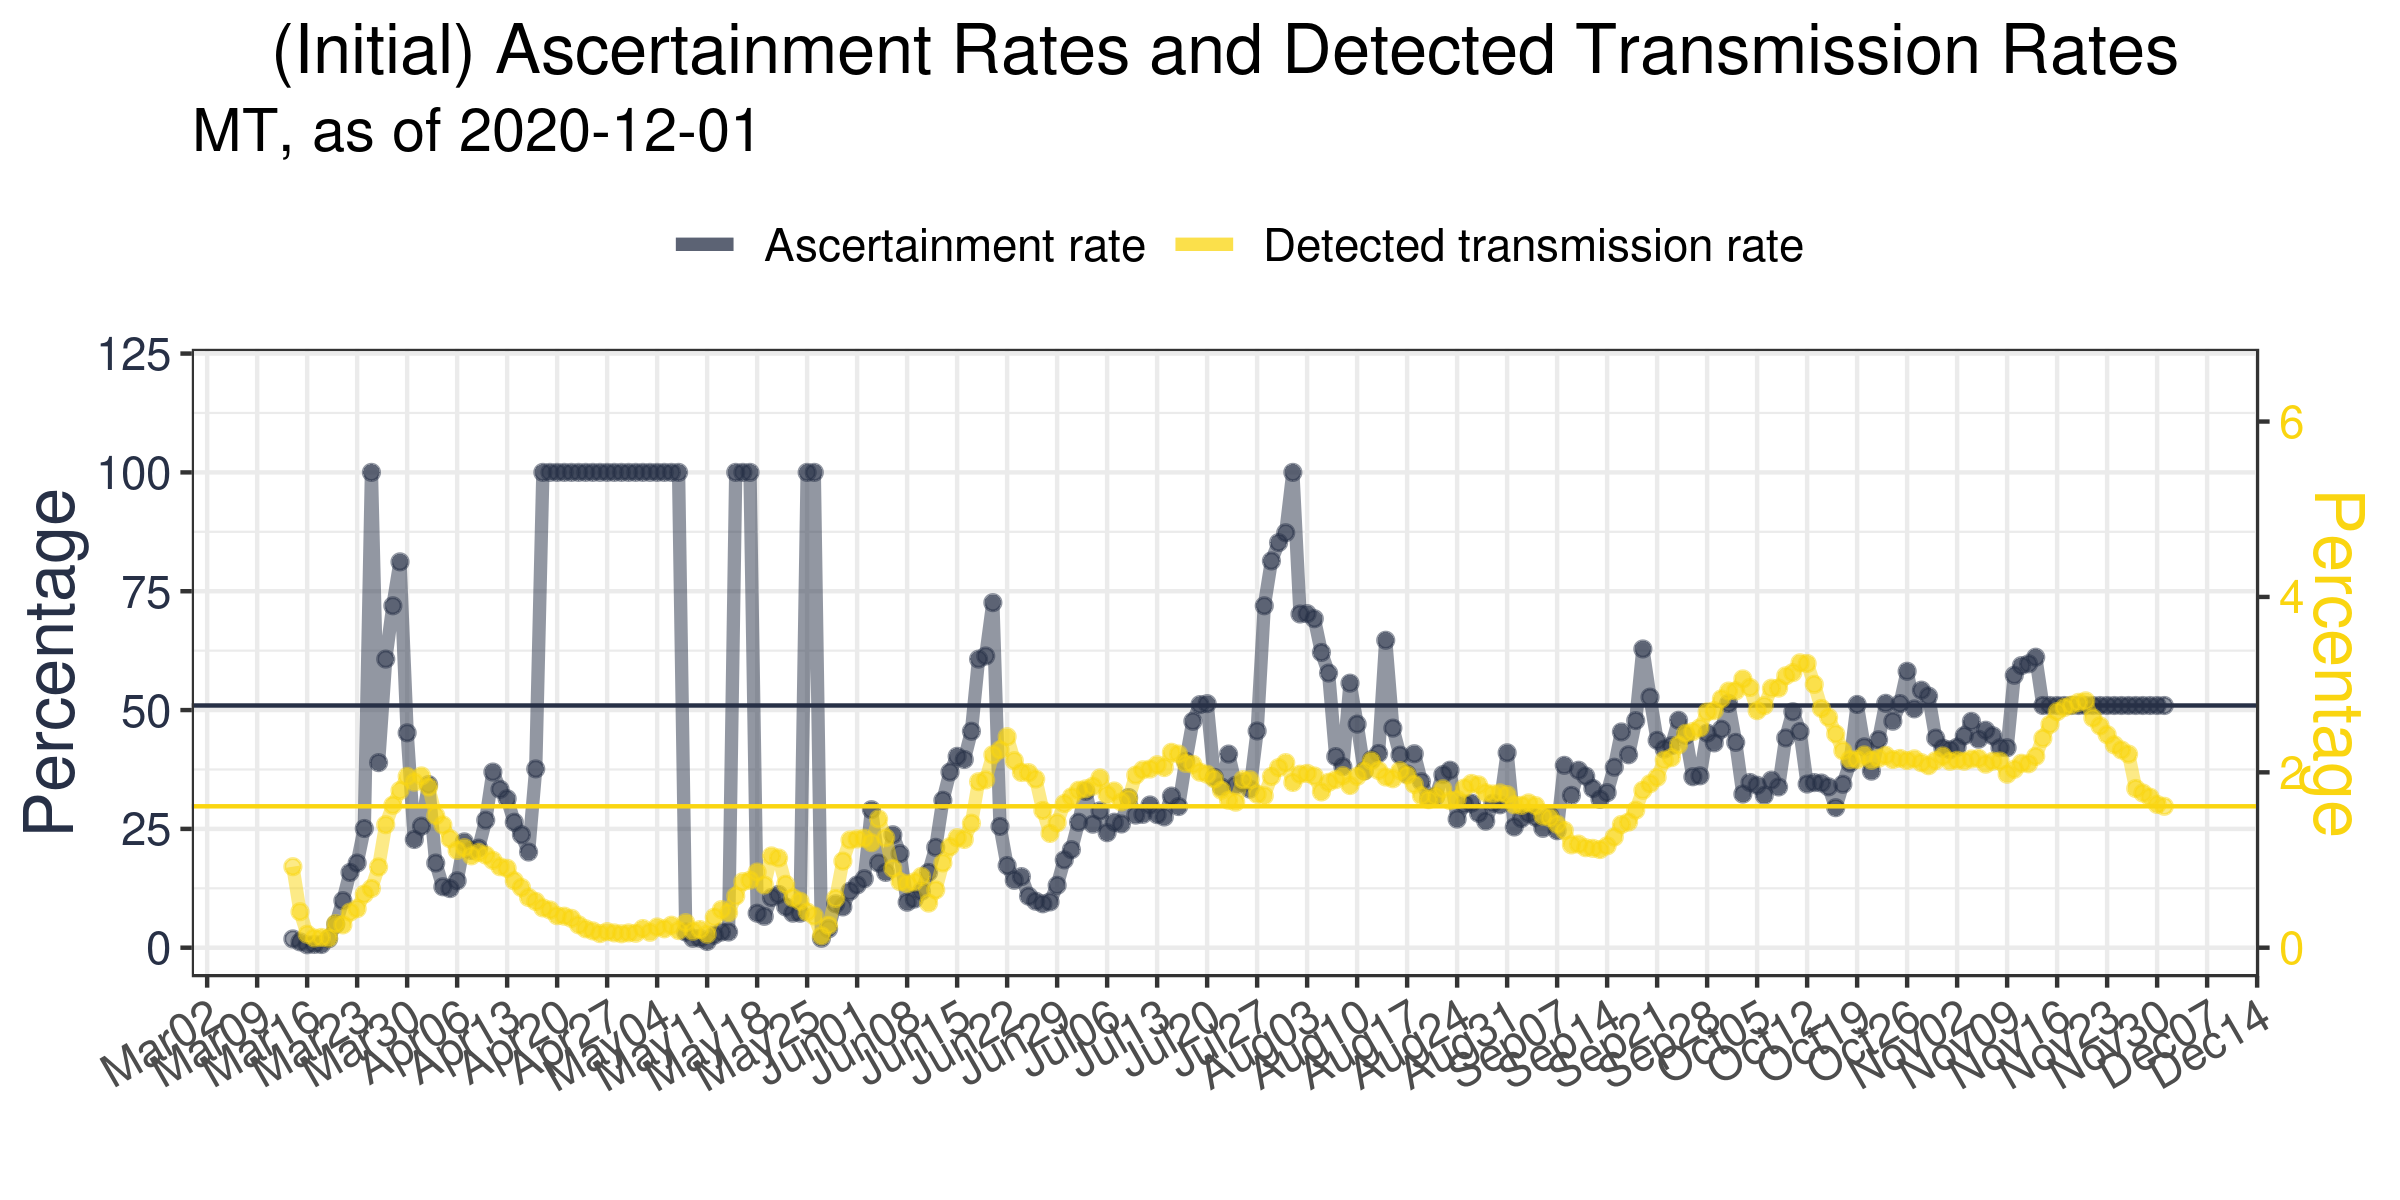 (Initial) Ascertainment Rates and Detected Transmission Rates
MT, as of 2020-12-01
Ascertainment rate
Detected transmission rate
Percentage
125
100
75
50
25
0
6
4
2
0
Percentage
Mar02
Mar09
Mar16
Mar23
Mar30
Apr06
Apr13
Apr20
Apr27
May04
May11
May18
May25
Jun01
Jun08
Jun15
Jun22
Jun29
Jul06
Jul13
Jul20
Jul27
Aug03
Aug10
Aug17
Aug24
Aug31
Sep07
Sep14
Sep21
Sep28
Oct05
Oct12
Oct19
Oct26
Nov02
Nov09
Nov16
Nov23
Nov30
Dec07
Dec14